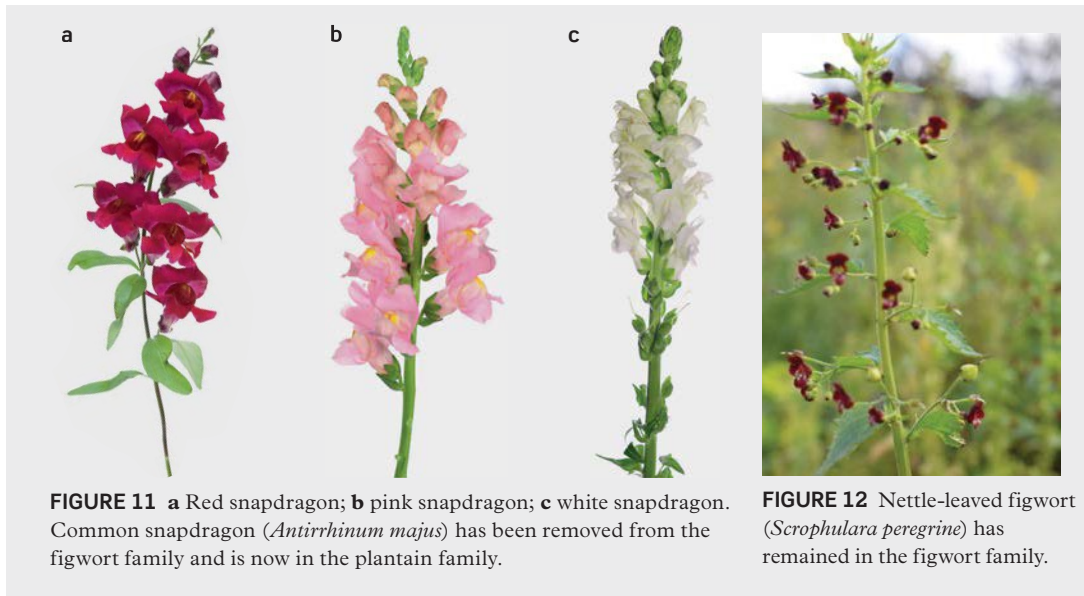 a
b
c
FIGURE 11 a Red snapdragon; b pink snapdragon; c white snapdragon.
Common snapdragon (Antirrhinum majus) has been removed from the
figwort family and is now in the plantain family.
FIGURE 12 Nettle-leaved figwort
(Scrophulara peregrine) has
remained in the figwort family.